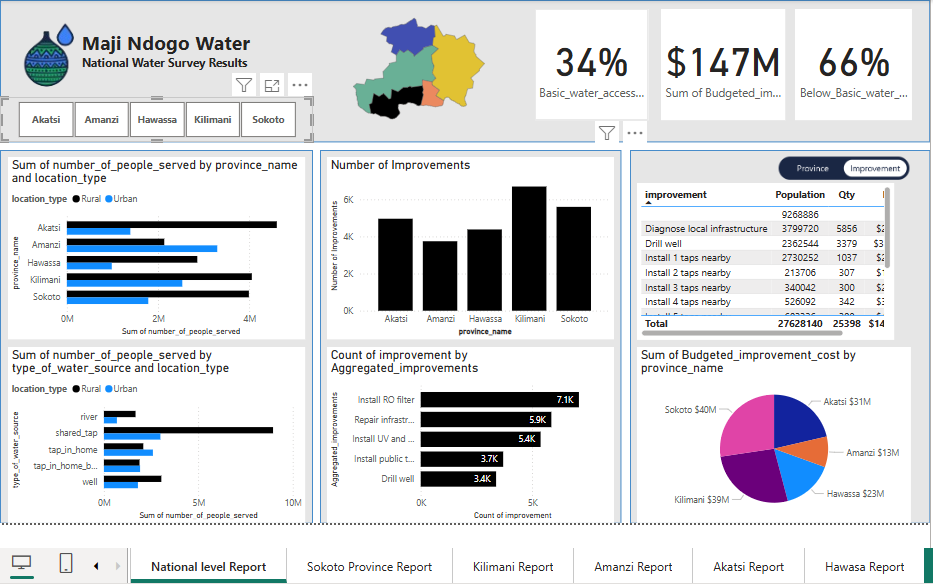 Maji Ndogo Water
National Water Survey Results
Akatsi Amanzi Hawassa Kilimani Sokoto
34%
Basic_water_access...
$147M
Sum of Budgeted_im...
66%
Below_Basic_water_...
Sum of number_of_people_served by province_name
and location_type
location_type Rural Urban
province_name
Akatsi
Amanzi
Hawassa
Kilimani
Sokoto
0M 2M 4M
Sum of number_of_people_served
Number of Improvements
Number of Improvements
6K
4K
2K
0K
Akatsi Amanzi Hawassa Kilimani Sokoto
province_name
Province Improvement
improvement Population Qty
9268886
Diagnose local infrastructure 3799720 5856 $2
Drill well 2362544 3379 $3
Install 1 taps nearby 2730252 1037 $2
Install 2 taps nearby 213706 307
Install 3 taps nearby 340042 300 $2
Install 4 taps nearby 526092 342
Total 27628140 25398 $14
Sum of number_of_people_served by
type_of_water_source and location_type
location_type Rural Urban
type_of_water_source
river
shared_tap
tap_in_home
tap_in_home_b...
well
0M 5M 10M
Sum of number_of_people_served
Count of improvement by
Aggregated_improvements
Aggregated_improvements
Install RO filter 7.1K
Repair infrastr... 5.9K
Install UV and ... 5.4K
Install public t... 3.7K
Drill well 3.4K
0K 5K
Count of improvement
Sum of Budgeted_improvement_cost by
province_name
Sokoto $40M
Akatsi $31M
Amanzi $13M
Hawassa $23M
Kilimani $39M
National level Report Sokoto Province Report Kilimani Report Amanzi Report Akatsi Report Hawasa Report